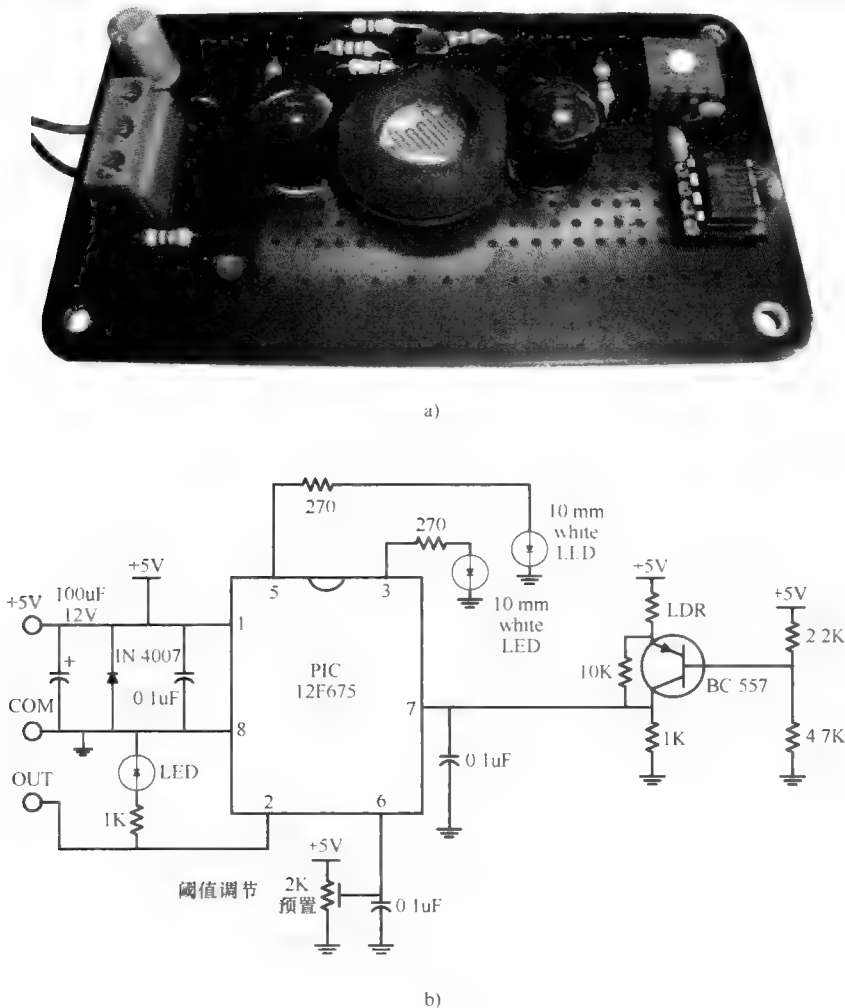 a)
270
10 mm
white
LED
270
10 mm
white
LED
+5V
+5V
100uF
12V
1N 4007
0 1uF
COM
OUT
LED
1K
5
3
1
PIC
12F675
7
8
2
6
0 1uF
+5V
LDR
10K
BC 557
1K
+5V
2 2K
4 7K
阈值调节
+5V
2K
预置
0 1uF
b)